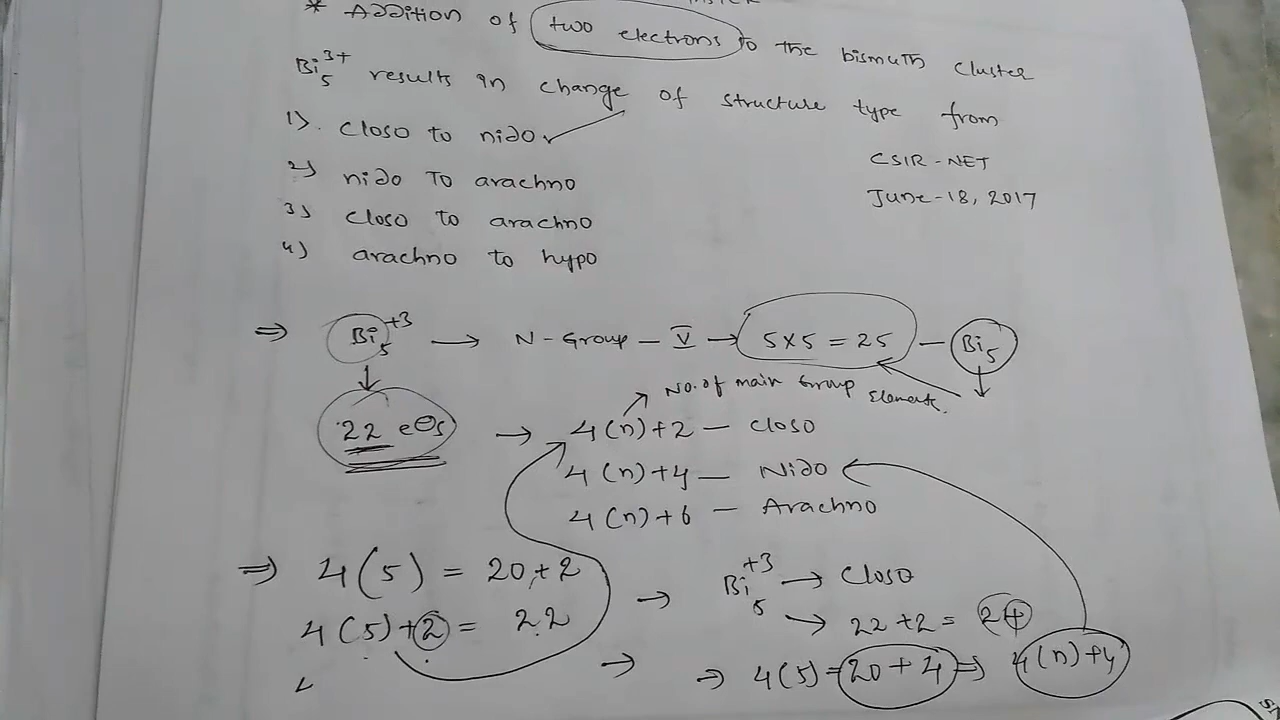 * Addition of two electrons to the bismuth cluster
Bi₅³⁺ results in change of structure type from
1). closo to nido ✓
2) nido To arachno
3) closo to arachno
4) arachno to hypo
CSIR-NET
June-18, 2017
⇒ Bi₅⁺³ → N-Group-V → 5×5 = 25 - Bi₅
No. of main Group Element.
22 e⊖s → 4(n)+2 - closo
4(n)+4 - Nido
4(n)+6 - Arachno
⇒ 4(5) = 20+2
4(5)+2 = 22
→ Bi₅⁺³ → closo
→ 22+2 = 24
→ → 4(5) = 20+4 ⇒ 4(n)+4